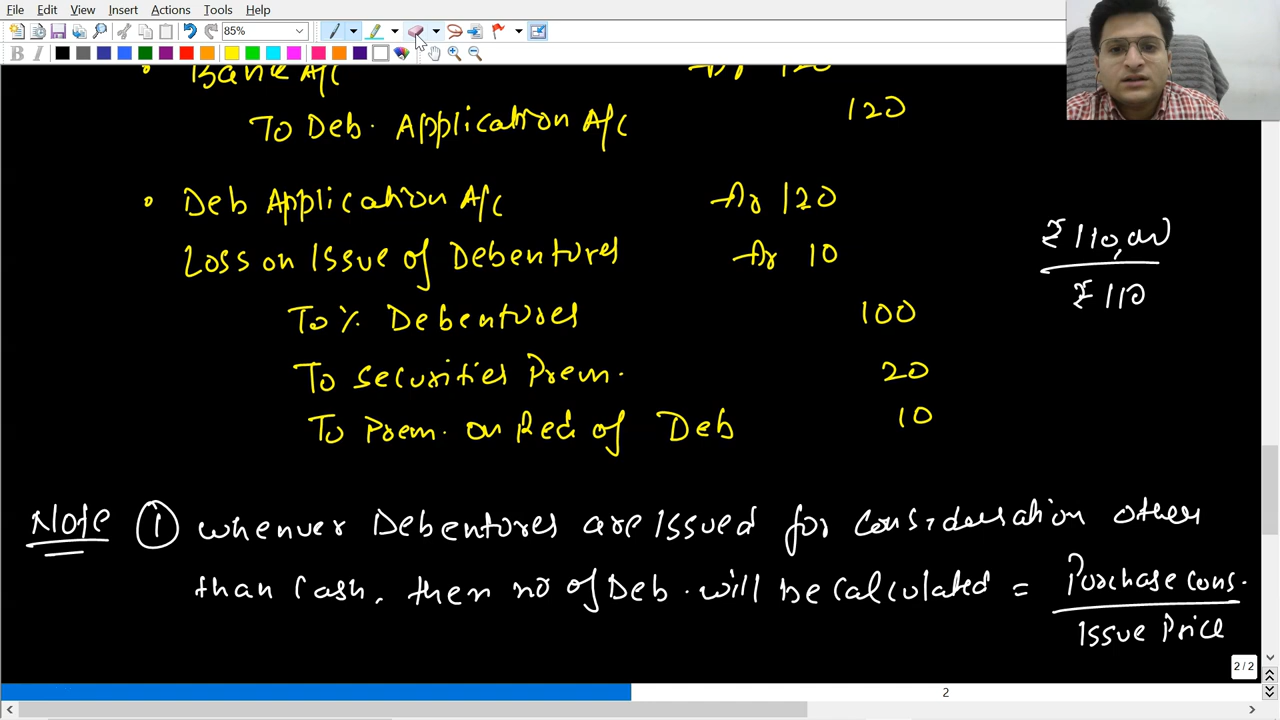 File Edit View Insert Actions Tools Help
85%
Bank A/c Dr 120
To Deb. Application A/c 120
Deb Application A/c Dr 120
Loss on Issue of Debentures Dr 10
₹110,000
₹110
To % Debentures 100
To Securities Prem. 20
To Prem. on Red of Deb 10
Note ① whenver Debentures are Issued for consideration other
than Cash, then no of Deb. will be calculated = Purchase cons.
Issue Price
2 / 2
2